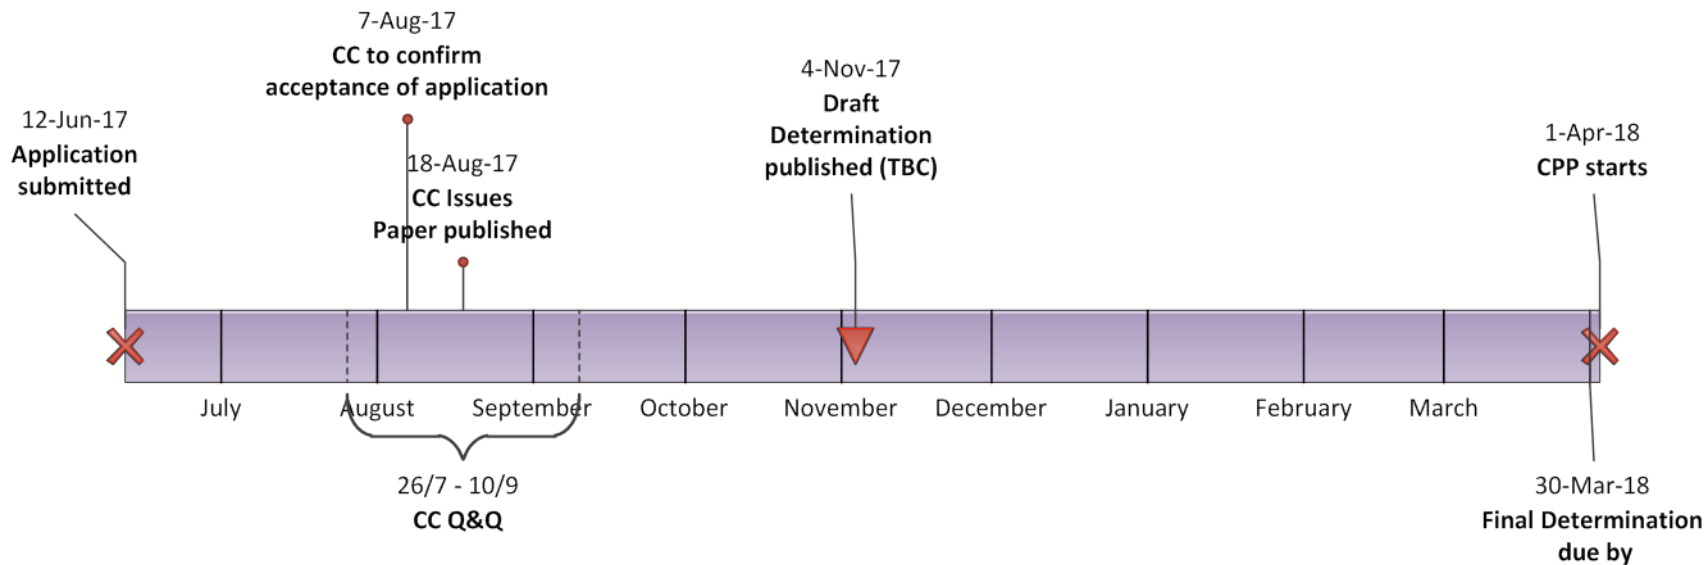 7-Aug-17
CC to confirm
acceptance of application
12-Jun-17
Application
submitted
18-Aug-17
CC Issues
Paper published
4-Nov-17
Draft
Determination
published (TBC)
1-Apr-18
CPP starts
July
August
September
October
November
December
January
February
March
26/7 - 10/9
CC Q&Q
30-Mar-18
Final Determination
due by